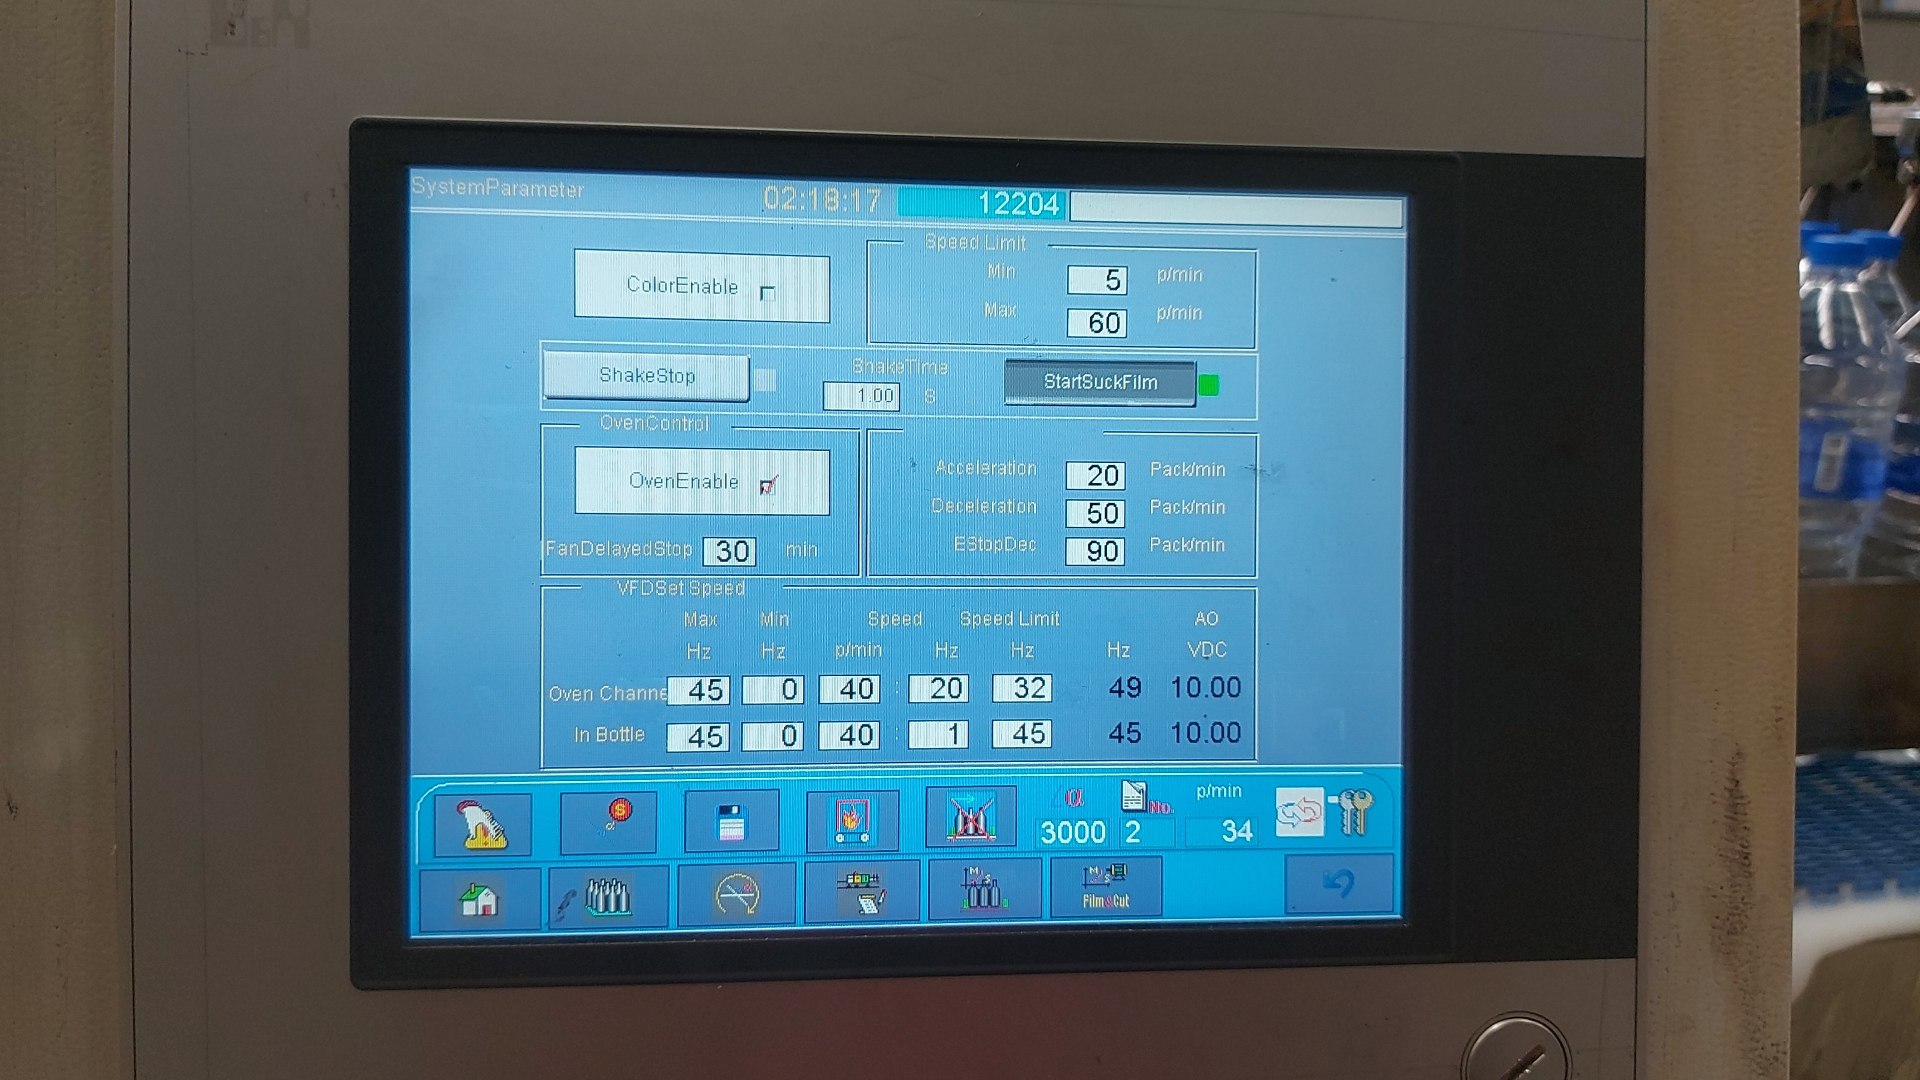 SystemParameter 02:18:17 12204
Speed Limit
ColorEnable Min 5 p/min
Max 60 p/min
ShakeStop ShakeTime 1.00 S StartSuckFilm
OvenControl
OvenEnable Acceleration 20 Pack/min
Deceleration 50 Pack/min
FanDelayedStop 30 min EStopDec 90 Pack/min
VFDSet Speed
Max Min Speed Speed Limit AO
Hz Hz p/min Hz Hz Hz VDC
Oven Channe 45 0 40 : 20 32 49 10.00
In Bottle 45 0 40 : 1 45 45 10.00
S α No. p/min
3000 2 34
M S M S
Film&Cut